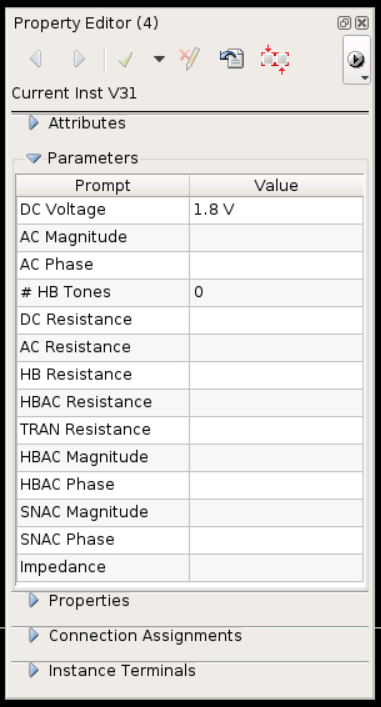 Property Editor (4)
Current Inst V31
Attributes
Parameters
Prompt Value
DC Voltage 1.8 V
AC Magnitude
AC Phase
# HB Tones 0
DC Resistance
AC Resistance
HB Resistance
HBAC Resistance
TRAN Resistance
HBAC Magnitude
HBAC Phase
SNAC Magnitude
SNAC Phase
Impedance
Properties
Connection Assignments
Instance Terminals